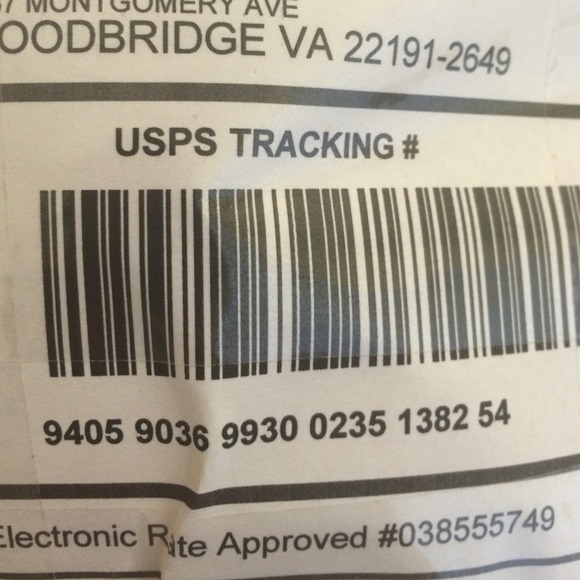 7 MONTGOMERY AVE
OODBRIDGE VA 22191-2649
USPS TRACKING #
9405 9036 9930 0235 1382 54
Electronic Rate Approved #038555749